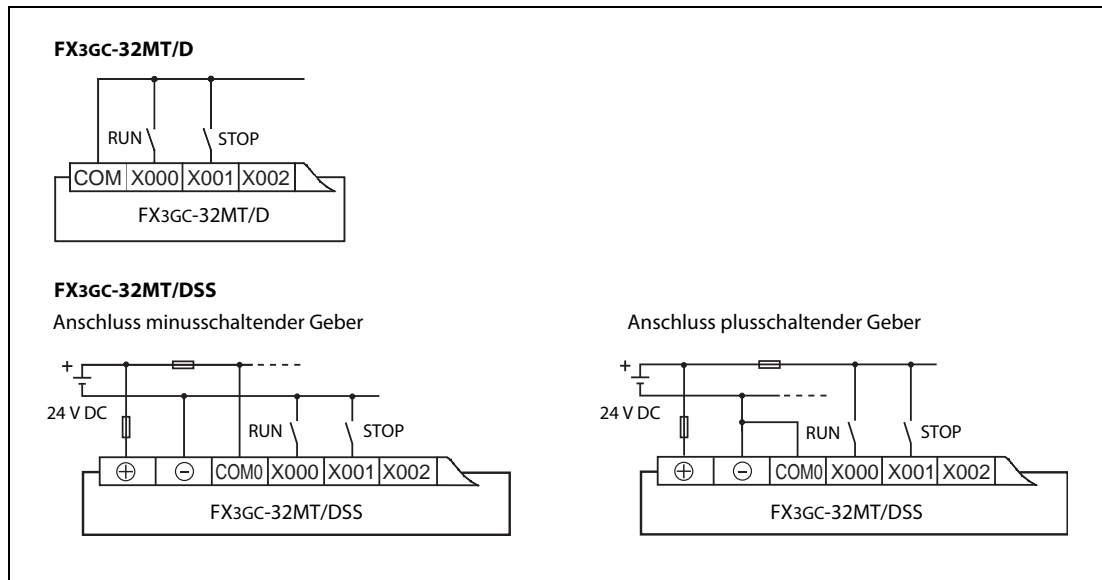 FX3GC-32MT/D
RUN STOP
COM X000 X001 X002
FX3GC-32MT/D
FX3GC-32MT/DSS
Anschluss minusschaltender Geber
+
24 V DC
RUN STOP
⊕ ⊖ COM0 X000 X001 X002
FX3GC-32MT/DSS
Anschluss plusschaltender Geber
+
24 V DC
RUN STOP
⊕ ⊖ COM0 X000 X001 X002
FX3GC-32MT/DSS